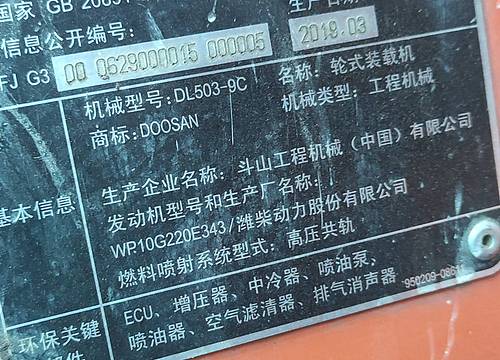 国家 GB 20891
生产日期
信息公开编号:
FJ G3 00 0629000015 000005 2019.03
机械型号: DL503-9C 名称: 轮式装载机
商标: DOOSAN 机械类型: 工程机械
基本信息
生产企业名称: 斗山工程机械（中国）有限公司
发动机型号和生产厂名称:
WP10G220E343/潍柴动力股份有限公司
燃料喷射系统型式: 高压共轨
环保关键
ECU、增压器、中冷器、喷油泵、
喷油器、空气滤清器、排气消声器